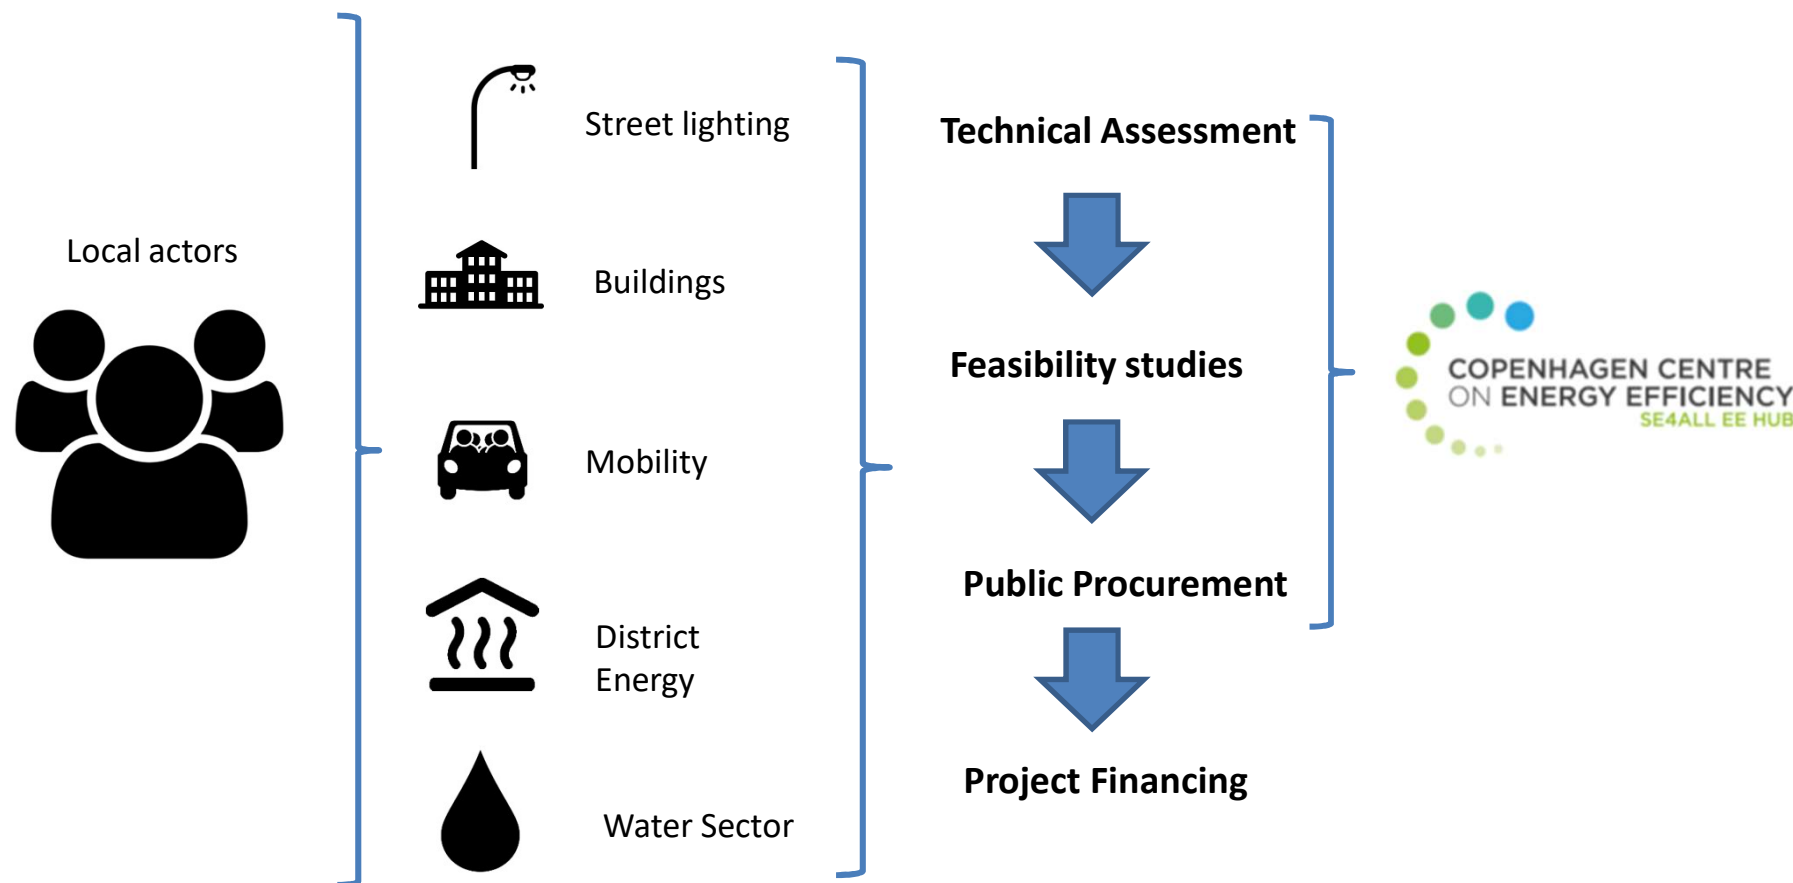 Local actors
Street lighting
Buildings
Mobility
District
Energy
Water Sector
Technical Assessment
Feasibility studies
Public Procurement
Project Financing
COPENHAGEN CENTRE
ON ENERGY EFFICIENCY
SE4ALL EE HUB